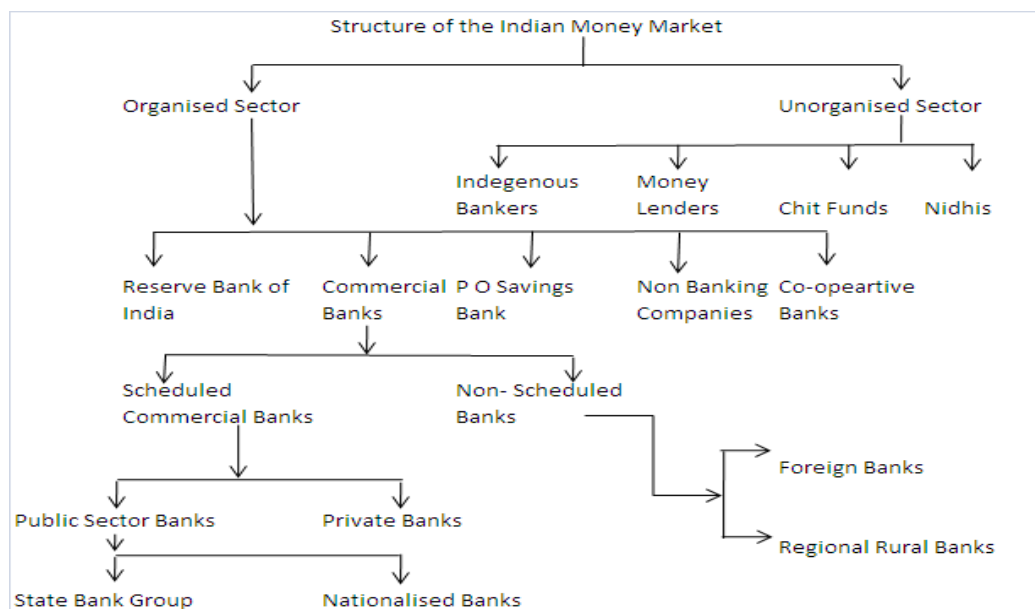 Structure of the Indian Money Market
Organised Sector
Unorganised Sector
Indegenous
Bankers
Money
Lenders
Chit Funds
Nidhis
Reserve Bank of
India
Commercial
Banks
P O Savings
Bank
Non Banking
Companies
Co-opeartive
Banks
Scheduled
Commercial Banks
Non- Scheduled
Banks
Foreign Banks
Regional Rural Banks
Public Sector Banks
Private Banks
State Bank Group
Nationalised Banks